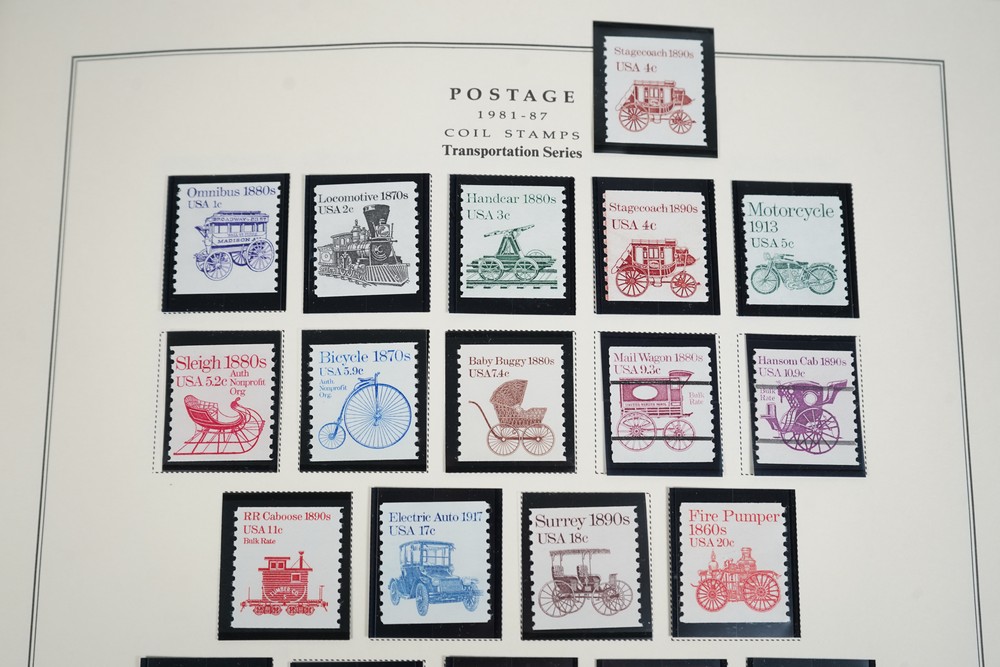 Stagecoach 1890s
USA 4c
POSTAGE
1981-87
COIL STAMPS
Transportation Series
Omnibus 1880s
USA 1c
MADISON
Locomotive 1870s
USA 2c
Handcar 1880s
USA 3c
Stagecoach 1890s
USA 4c
Motorcycle
1913
USA 5c
Sleigh 1880s
USA 5.2c
Auth
Nonprofit
Org
Bicycle 1870s
USA 5.9c
Auth
Nonprofit
Org
Baby Buggy 1880s
USA 7.4c
Mail Wagon 1880s
USA 9.3c
Bulk
Rate
Hansom Cab 1890s
USA 10.9c
Bulk
Rate
RR Caboose 1890s
USA 11c
Bulk Rate
Electric Auto 1917
USA 17c
Surrey 1890s
USA 18c
Fire Pumper
1860s
USA 20c